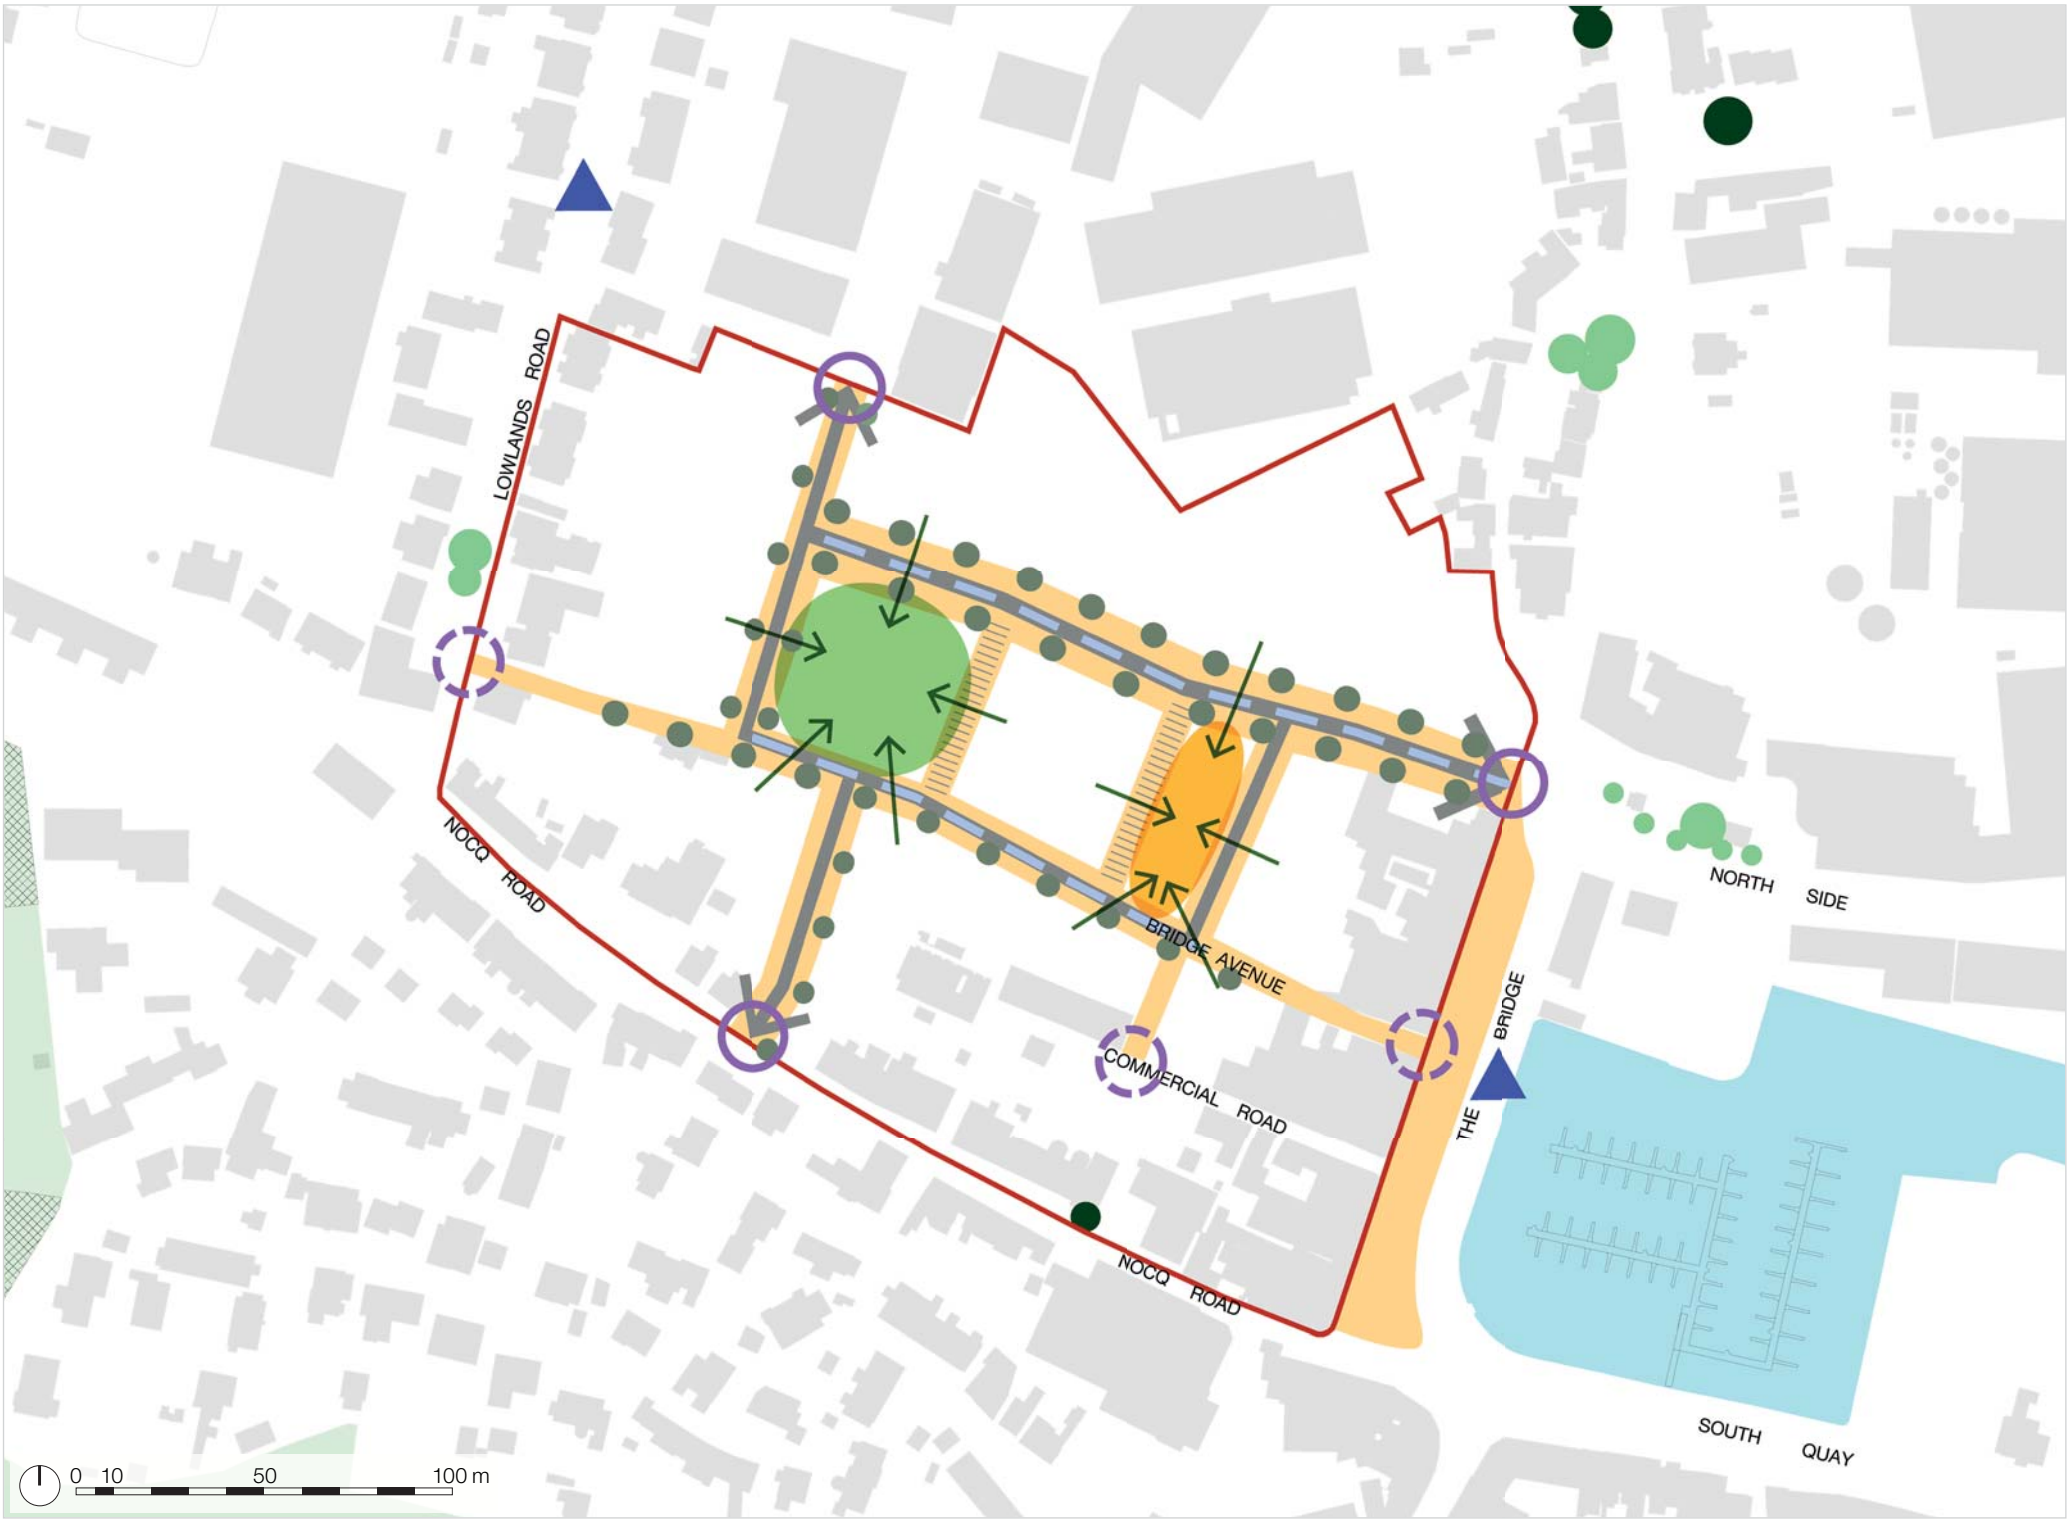 LOWLANDS ROAD
NOCQ ROAD
NORTH SIDE
BRIDGE AVENUE
THE BRIDGE
COMMERCIAL ROAD
NOCQ ROAD
SOUTH QUAY
0 10 50 100 m